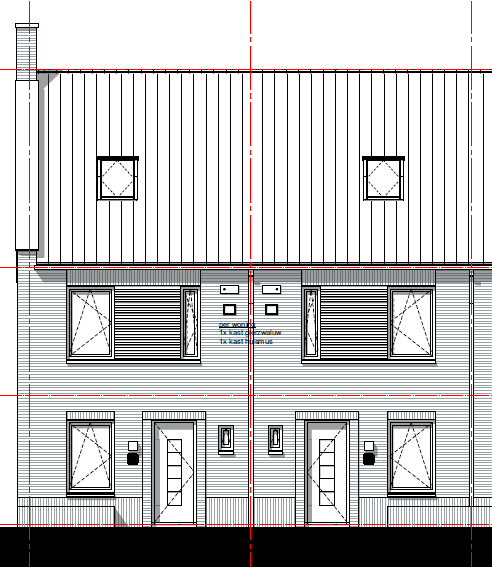 per woning
1x kast gierzwaluw
1x kast huismus